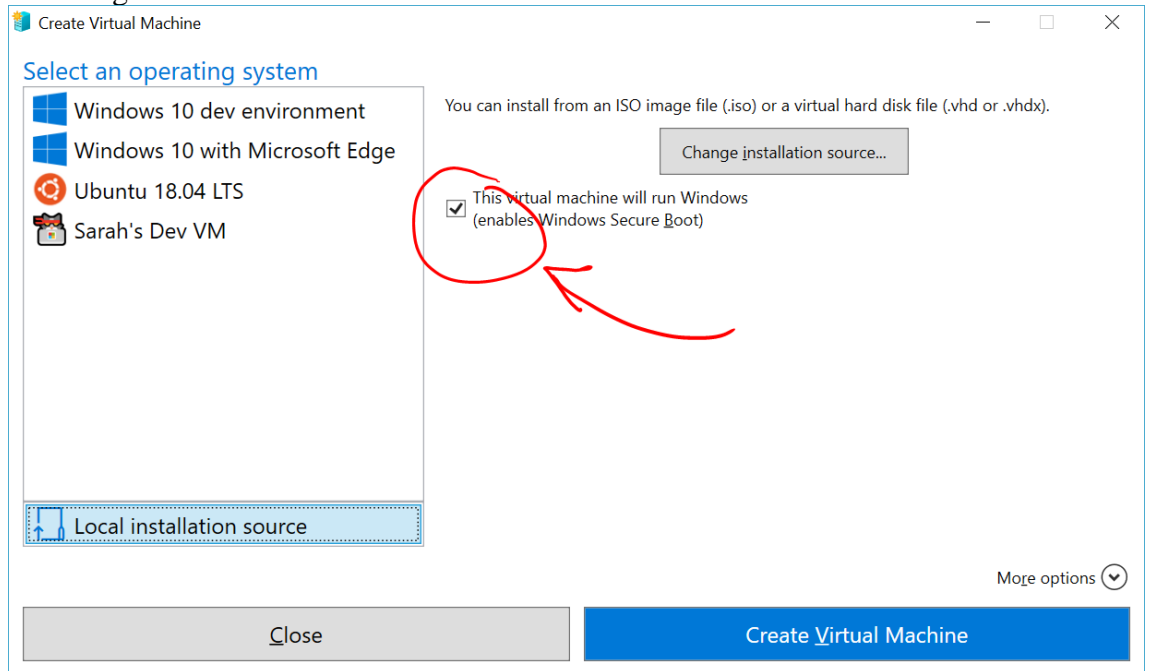 Create Virtual Machine
Select an operating system
Windows 10 dev environment
Windows 10 with Microsoft Edge
Ubuntu 18.04 LTS
Sarah's Dev VM
Local installation source
You can install from an ISO image file (.iso) or a virtual hard disk file (.vhd or .vhdx).
Change installation source...
This virtual machine will run Windows
(enables Windows Secure Boot)
More options
Close
Create Virtual Machine